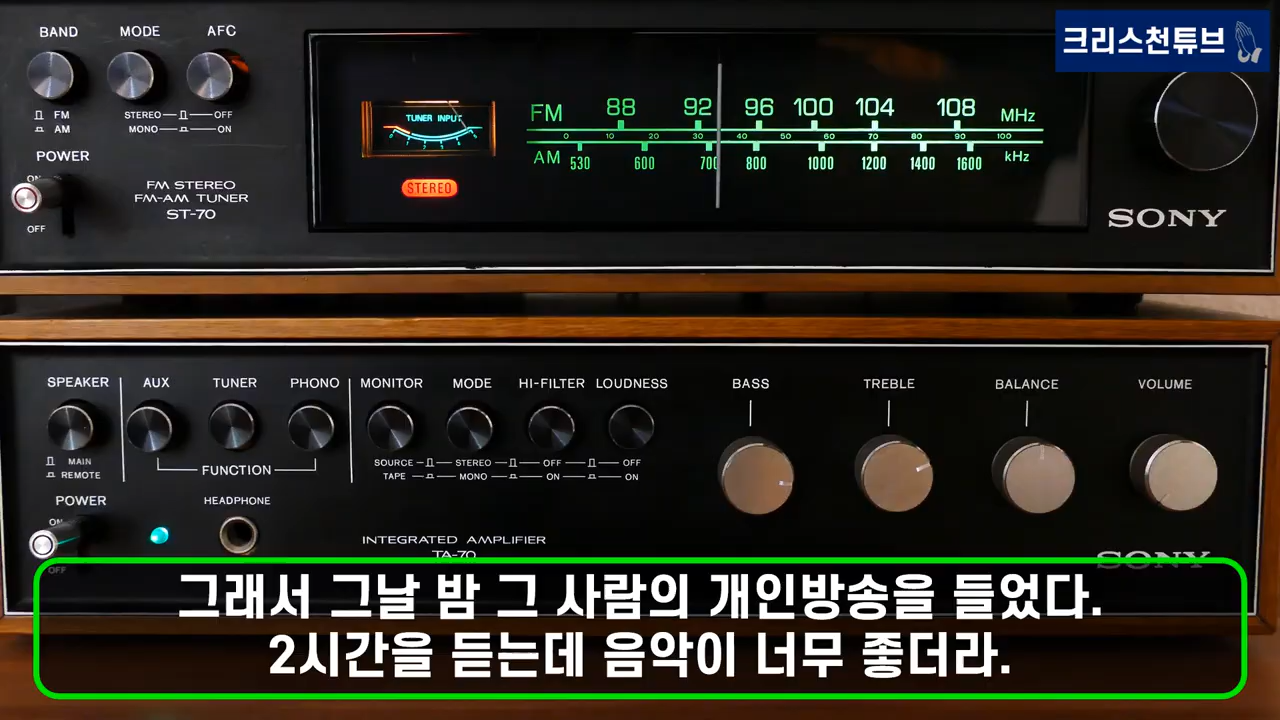 크리스천튜브
BAND MODE AFC
FM STEREO OFF
AM MONO ON
POWER
ON
OFF
FM STEREO
FM-AM TUNER
ST-70
TUNER INPUT
STEREO
FM 88 92 96 100 104 108 MHz
0 10 20 30 40 50 60 70 80 90 100
AM 530 600 700 800 1000 1200 1400 1600 kHz
SONY
SPEAKER AUX TUNER PHONO MONITOR MODE HI-FILTER LOUDNESS BASS TREBLE BALANCE VOLUME
MAIN
REMOTE
FUNCTION
SOURCE STEREO OFF OFF
TAPE MONO ON ON
POWER
ON
OFF
HEADPHONE
INTEGRATED AMPLIFIER
TA-70
SONY
그래서 그날 밤 그 사람의 개인방송을 들었다.
2시간을 듣는데 음악이 너무 좋더라.